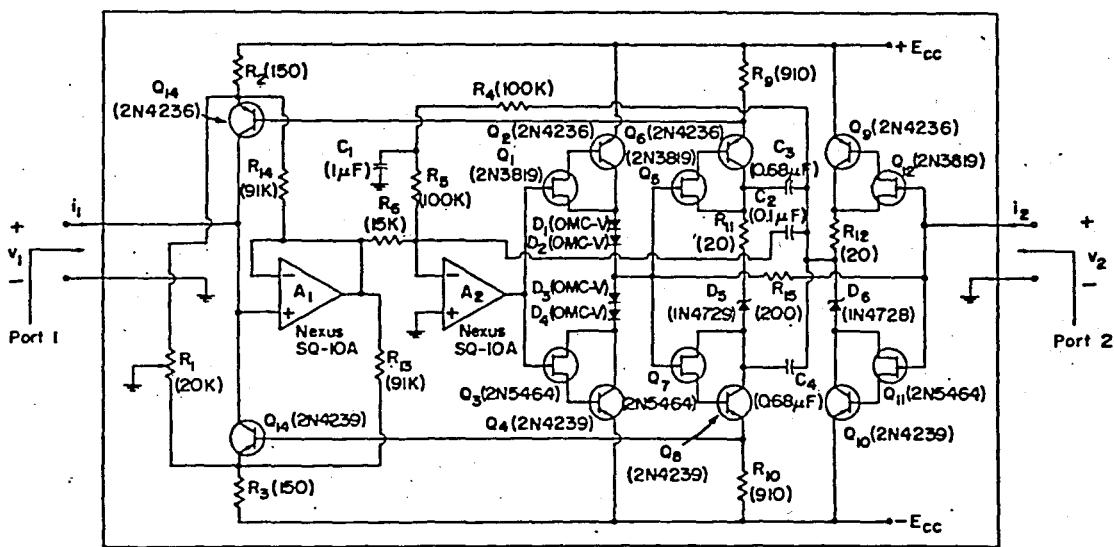 +ECC
R2(150)
R9(910)
Q14
(2N4236)
R4(100K)
Q2(2N4236)
Q6(2N4236)
Q9(2N4236)
Q1
(2N3819)
(2N3819)
C3
(0.68µF)
Q12(2N3819)
C1
(1µF)
R14
(91K)
R5
(100K)
Q5
C2
(0.1µF)
R6
(15K)
R11
(20)
R12
(20)
+
i1
v1
-
Port 1
D1(OMC-V)
D2(OMC-V)
i2
+
v2
-
Port 2
-
A1
+
Nexus
SQ-10A
-
A2
+
Nexus
SQ-10A
D3(OMC-V)
D4(OMC-V)
D5
(1N4729)
R15
(200)
D6
(1N4728)
R1
(20K)
R13
(91K)
Q3(2N5464)
Q7
(2N5464)
C4
(0.68µF)
Q11(2N5464)
Q14(2N4239)
Q4(2N4239)
Q8
(2N4239)
Q10(2N4239)
R3(150)
R10
(910)
-ECC